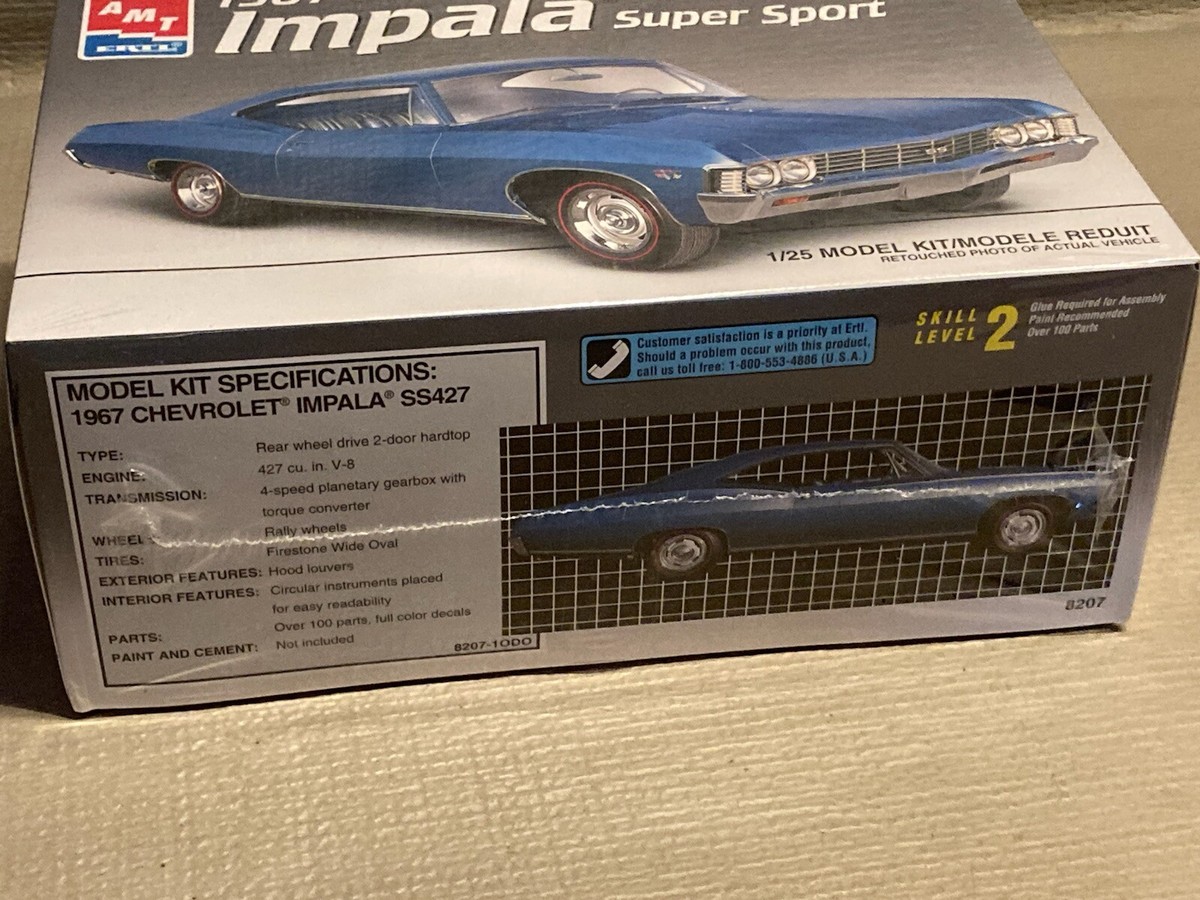 AMT
ERTL®
Impala Super Sport
1/25 MODEL KIT/MODELE REDUIT
RETOUCHED PHOTO OF ACTUAL VEHICLE
Customer satisfaction is a priority at Ertl.
Should a problem occur with this product,
call us toll free: 1-800-553-4886 (U.S.A.)
SKILL
LEVEL 2
Glue Required for Assembly
Paint Recommended
Over 100 Parts
MODEL KIT SPECIFICATIONS:
1967 CHEVROLET® IMPALA® SS427
TYPE: Rear wheel drive 2-door hardtop
ENGINE: 427 cu. in. V-8
TRANSMISSION: 4-speed planetary gearbox with
torque converter
WHEEL Rally wheels
TIRES: Firestone Wide Oval
EXTERIOR FEATURES: Hood louvers
INTERIOR FEATURES: Circular instruments placed
for easy readability
PARTS: Over 100 parts, full color decals
PAINT AND CEMENT: Not included
8207-1ODO
8207